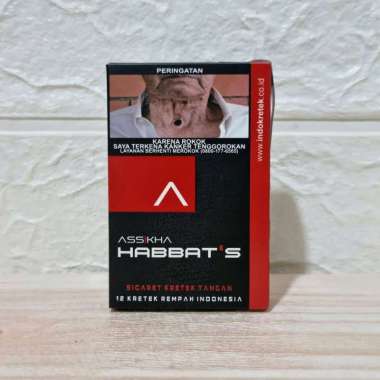 PERINGATAN
KARENA ROKOK
SAYA TERKENA KANKER TENGGOROKAN
LAYANAN BERHENTI MEROKOK (0800-177-6565)
ASSIKHA
HABBAT'S
SIGARET KRETEK TANGAN
12 KRETEK REMPAH INDONESIA
www.indokretek.co.id